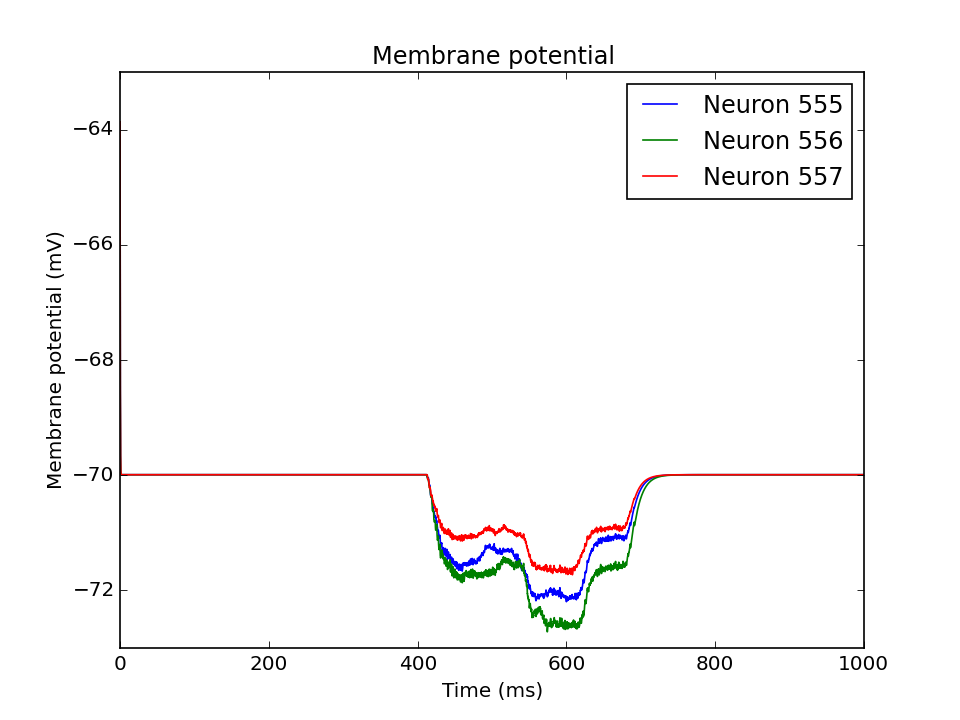 Membrane potential
Neuron 555
Neuron 556
Neuron 557
Membrane potential (mV)
−64
−66
−68
−70
−72
0 200 400 600 800 1000
Time (ms)